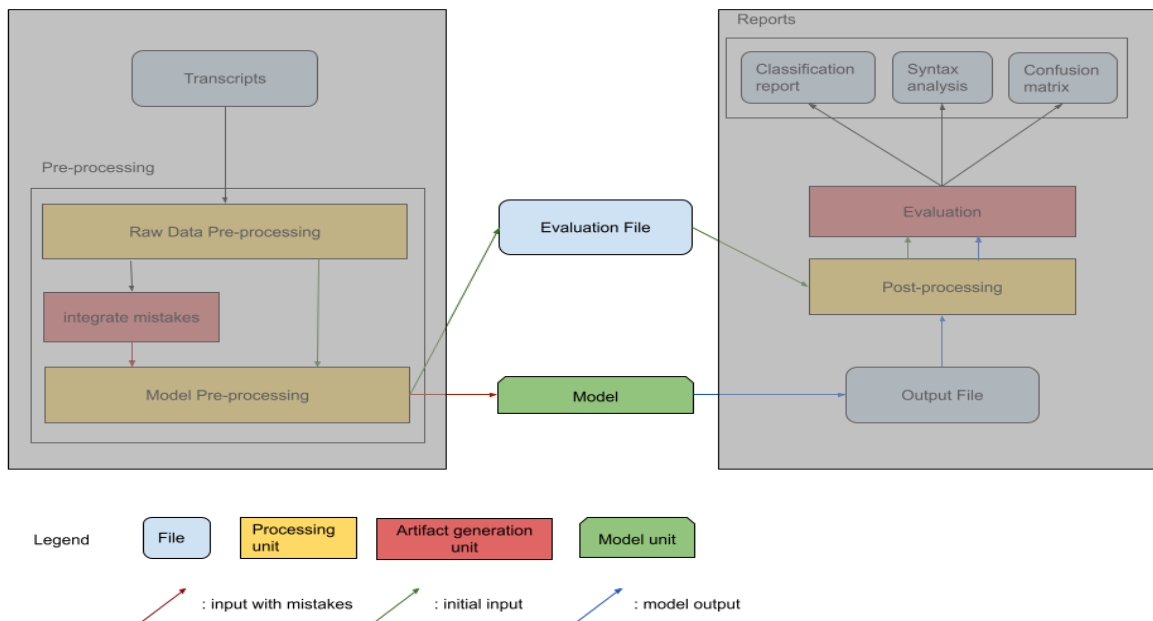 Transcripts
Pre-processing
Raw Data Pre-processing
integrate mistakes
Model Pre-processing
Evaluation File
Model
Reports
Classification
report
Syntax
analysis
Confusion
matrix
Evaluation
Post-processing
Output File
Legend
File
Processing
unit
Artifact generation
unit
Model unit
: input with mistakes
: initial input
: model output